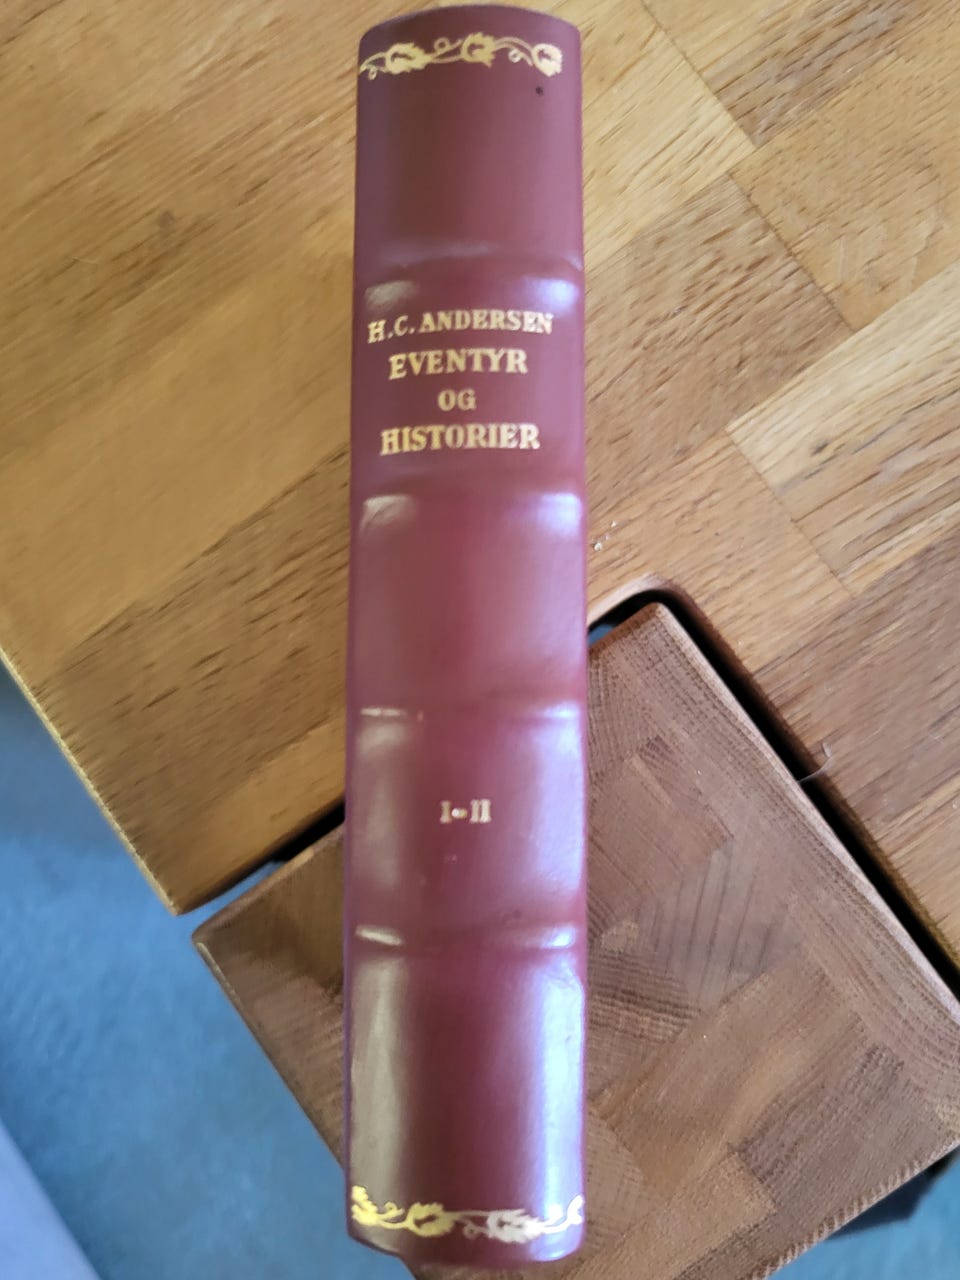 H.C. ANDERSEN
EVENTYR
OG
HISTORIER
I-II